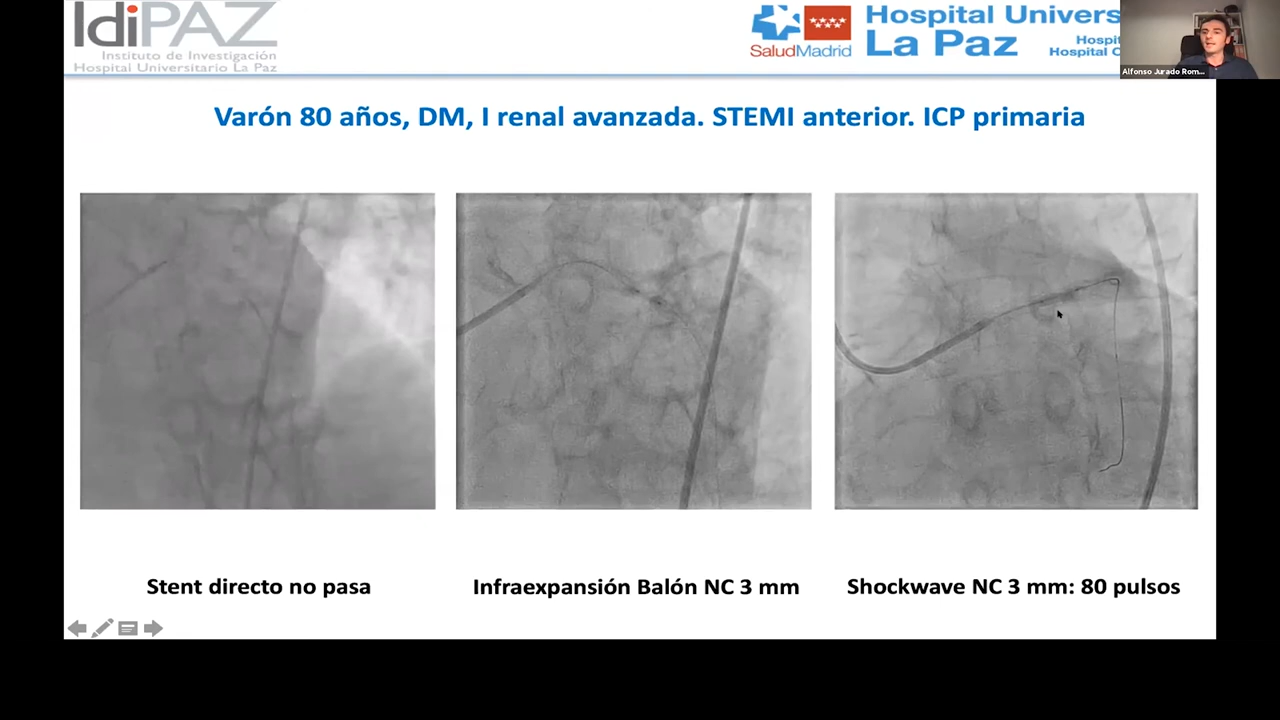 IdiPAZ
Instituto de Investigación
Hospital Universitario La Paz
SaludMadrid
Hospital Univers
La Paz
Hospit
Hospital C
Alfonso Jurado Rom...
Varón 80 años, DM, I renal avanzada. STEMI anterior. ICP primaria
Stent directo no pasa
Infraexpansión Balón NC 3 mm
Shockwave NC 3 mm: 80 pulsos